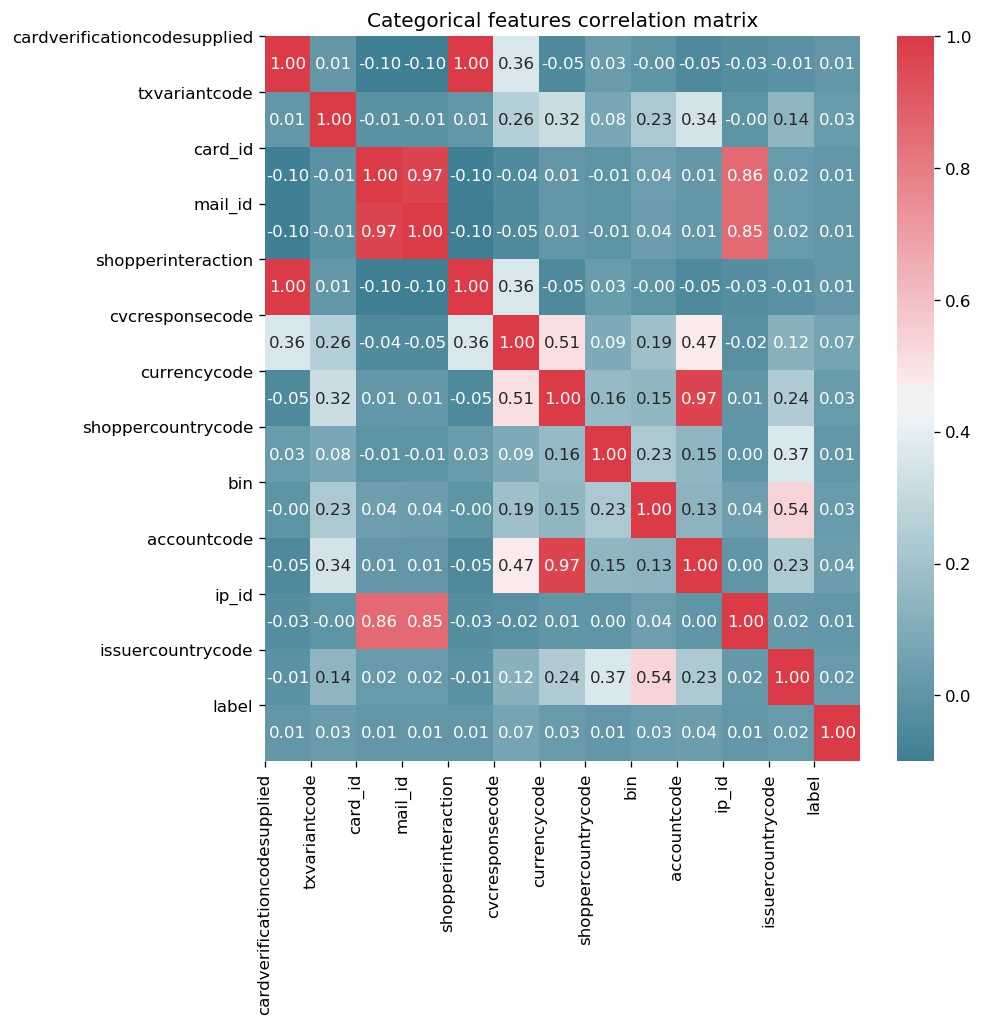 Categorical features correlation matrix
cardverificationcodesupplied 1.00 0.01 -0.10 -0.10 1.00 0.36 -0.05 0.03 -0.00 -0.05 -0.03 -0.01 0.01
txvariantcode 0.01 1.00 -0.01 -0.01 0.01 0.26 0.32 0.08 0.23 0.34 -0.00 0.14 0.03
card_id -0.10 -0.01 1.00 0.97 -0.10 -0.04 0.01 -0.01 0.04 0.01 0.86 0.02 0.01
mail_id -0.10 -0.01 0.97 1.00 -0.10 -0.05 0.01 -0.01 0.04 0.01 0.85 0.02 0.01
shopperinteraction 1.00 0.01 -0.10 -0.10 1.00 0.36 -0.05 0.03 -0.00 -0.05 -0.03 -0.01 0.01
cvcresponsecode 0.36 0.26 -0.04 -0.05 0.36 1.00 0.51 0.09 0.19 0.47 -0.02 0.12 0.07
currencycode -0.05 0.32 0.01 0.01 -0.05 0.51 1.00 0.16 0.15 0.97 0.01 0.24 0.03
shoppercountrycode 0.03 0.08 -0.01 -0.01 0.03 0.09 0.16 1.00 0.23 0.15 0.00 0.37 0.01
bin -0.00 0.23 0.04 0.04 -0.00 0.19 0.15 0.23 1.00 0.13 0.04 0.54 0.03
accountcode -0.05 0.34 0.01 0.01 -0.05 0.47 0.97 0.15 0.13 1.00 0.00 0.23 0.04
ip_id -0.03 -0.00 0.86 0.85 -0.03 -0.02 0.01 0.00 0.04 0.00 1.00 0.02 0.01
issuercountrycode -0.01 0.14 0.02 0.02 -0.01 0.12 0.24 0.37 0.54 0.23 0.02 1.00 0.02
label 0.01 0.03 0.01 0.01 0.01 0.07 0.03 0.01 0.03 0.04 0.01 0.02 1.00
cardverificationcodesupplied
txvariantcode
card_id
mail_id
shopperinteraction
cvcresponsecode
currencycode
shoppercountrycode
bin
accountcode
ip_id
issuercountrycode
label
1.0
0.8
0.6
0.4
0.2
0.0